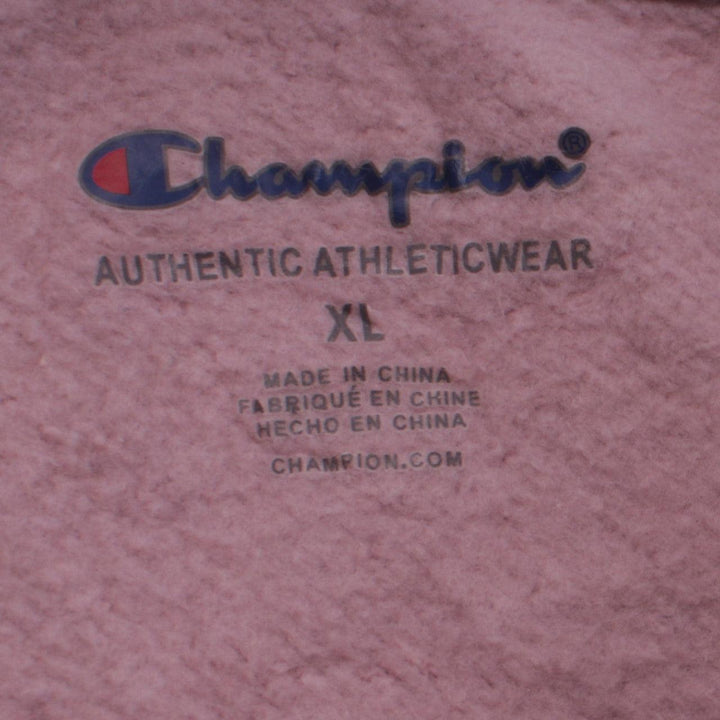 Champion®
AUTHENTIC ATHLETICWEAR
XL
MADE IN CHINA
FABRIQUÉ EN CHINE
HECHO EN CHINA
CHAMPION.COM